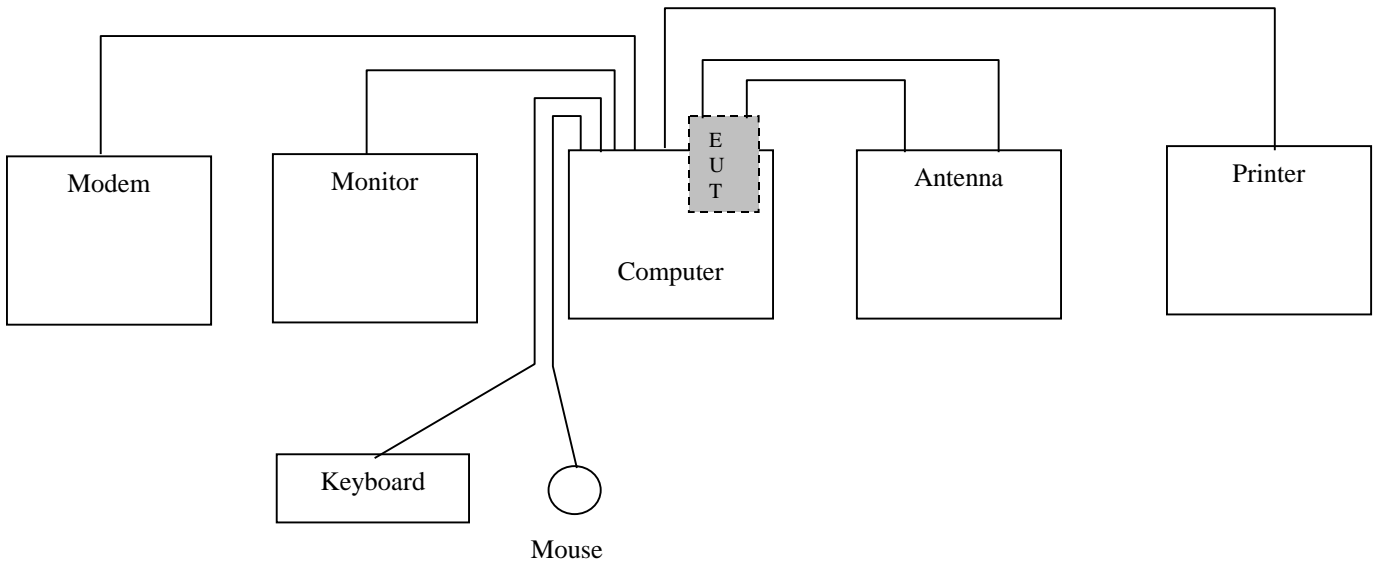 Modem
Monitor
E
U
T
Antenna
Printer
Computer
Keyboard
Mouse